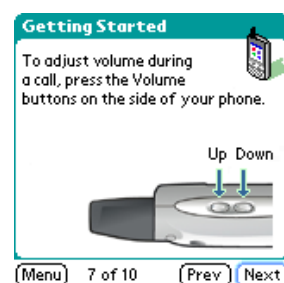 Getting Started
To adjust volume during
a call, press the Volume
buttons on the side of your phone.
Up Down
Menu 7 of 10 Prev Next